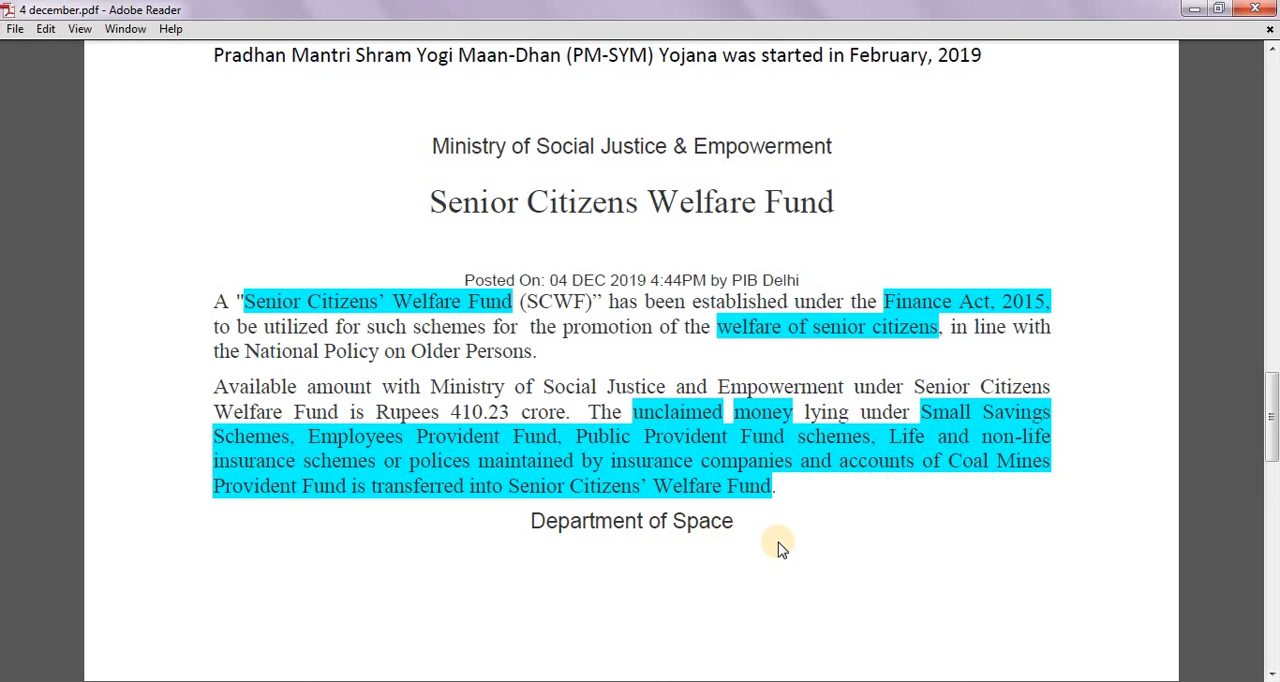 4 december.pdf - Adobe Reader
File Edit View Window Help
Pradhan Mantri Shram Yogi Maan-Dhan (PM-SYM) Yojana was started in February, 2019
Ministry of Social Justice & Empowerment
Senior Citizens Welfare Fund
Posted On: 04 DEC 2019 4:44PM by PIB Delhi
A "Senior Citizens’ Welfare Fund (SCWF)” has been established under the Finance Act, 2015,
to be utilized for such schemes for the promotion of the welfare of senior citizens, in line with
the National Policy on Older Persons.
Available amount with Ministry of Social Justice and Empowerment under Senior Citizens
Welfare Fund is Rupees 410.23 crore. The unclaimed money lying under Small Savings
Schemes, Employees Provident Fund, Public Provident Fund schemes, Life and non-life
insurance schemes or polices maintained by insurance companies and accounts of Coal Mines
Provident Fund is transferred into Senior Citizens’ Welfare Fund.
Department of Space